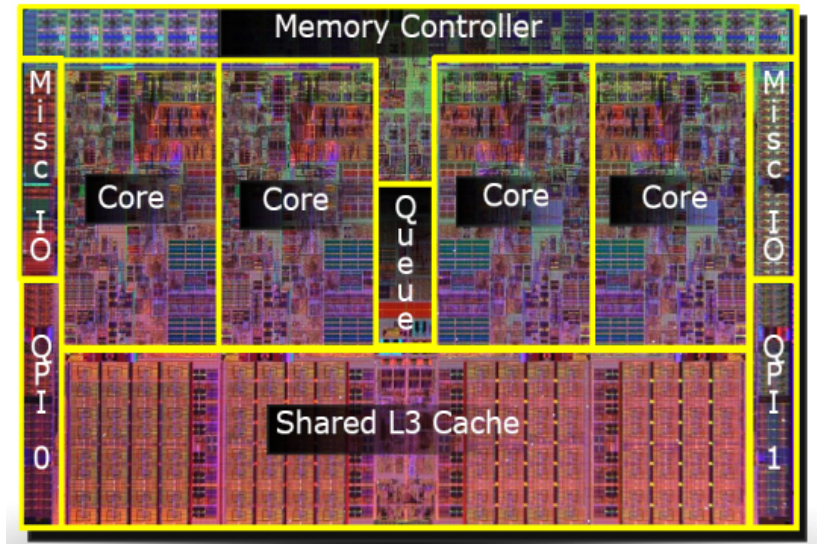 Memory Controller
Misc IO
Core
Core
Queue
Core
Core
Misc IO
QPI 0
Shared L3 Cache
QPI 1